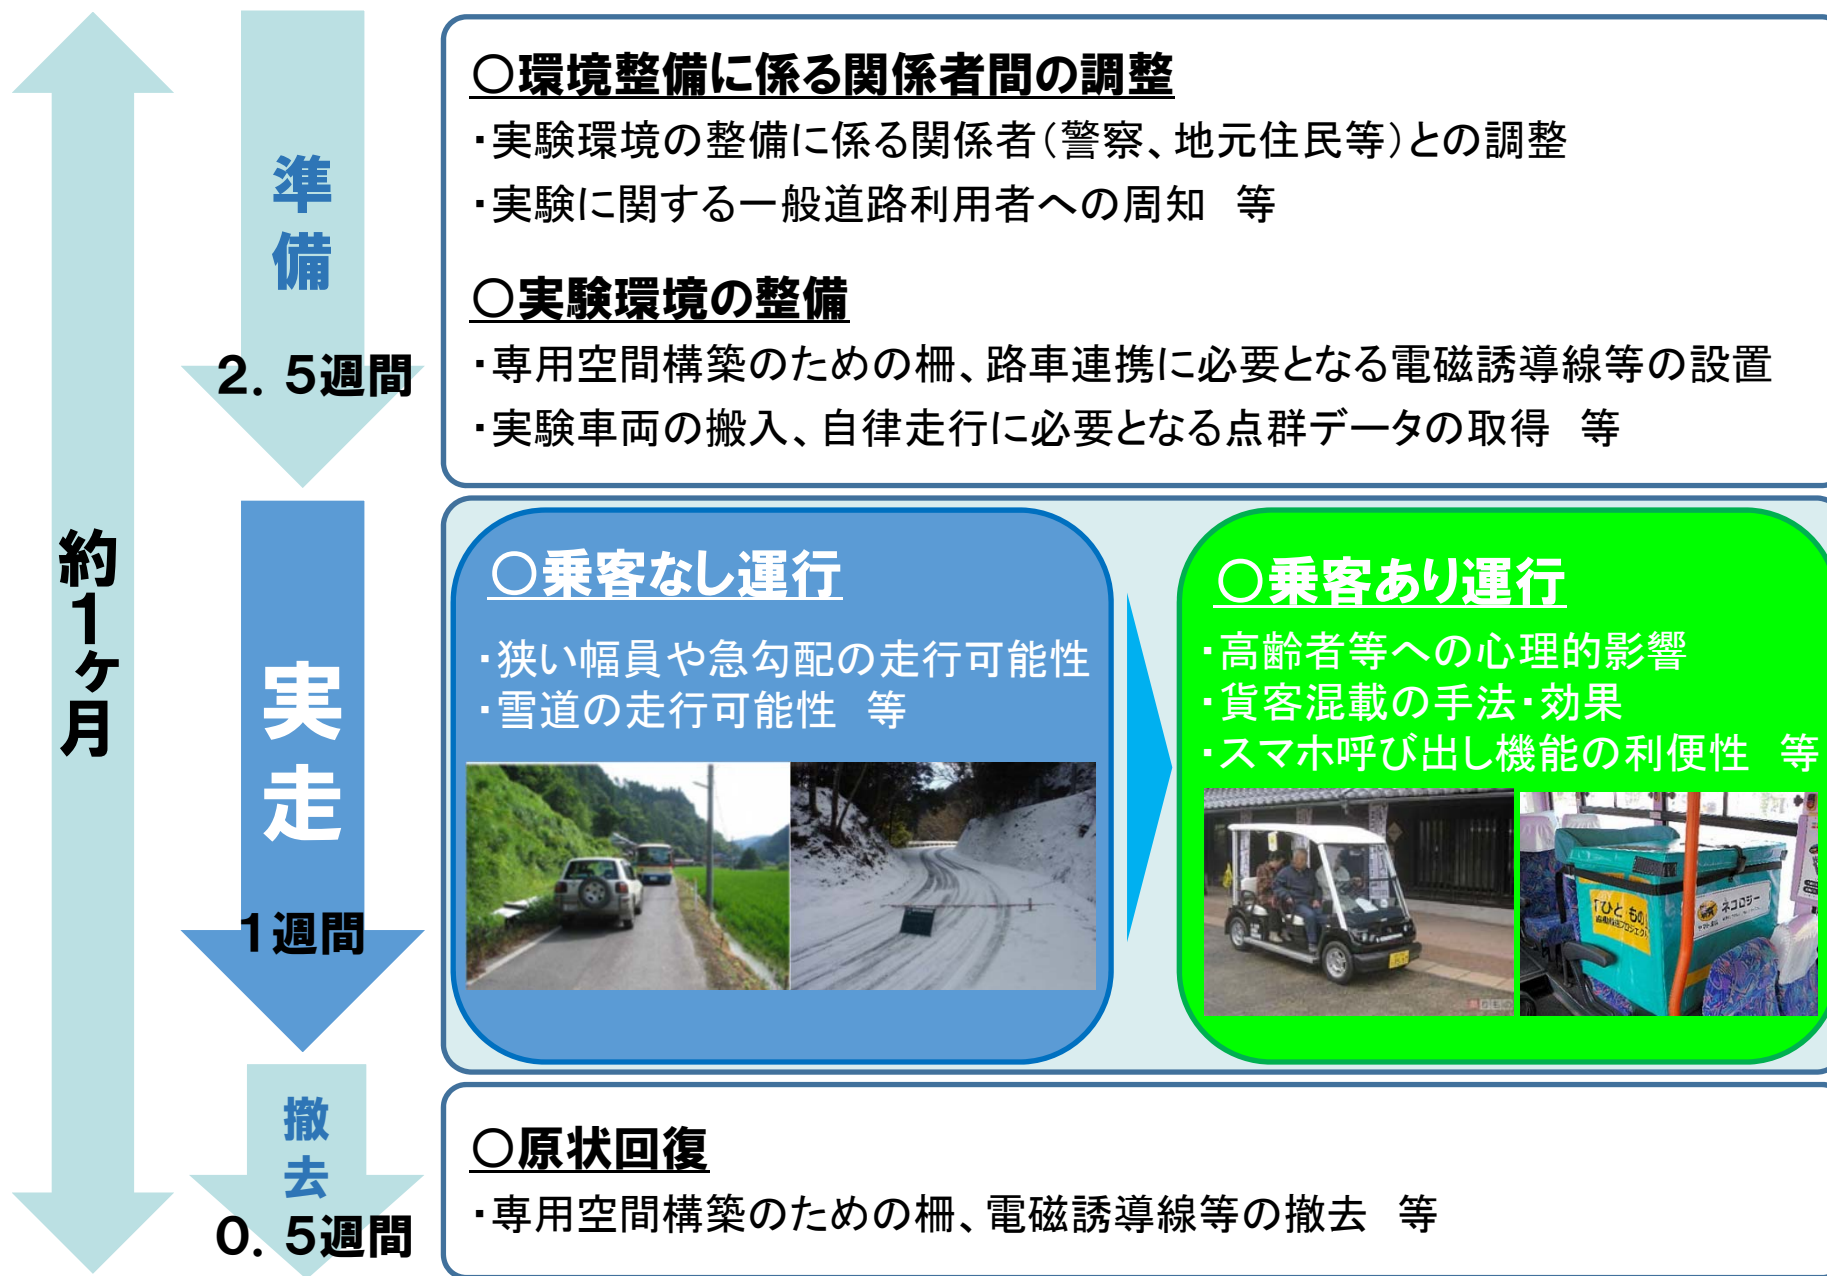 約1ヶ月
準備
2．5週間
○環境整備に係る関係者間の調整
・実験環境の整備に係る関係者（警察、地元住民等）との調整
・実験に関する一般道路利用者への周知　等
○実験環境の整備
・専用空間構築のための柵、路車連携に必要となる電磁誘導線等の設置
・実験車両の搬入、自律走行に必要となる点群データの取得　等
実走
1週間
○乗客なし運行
・狭い幅員や急勾配の走行可能性
・雪道の走行可能性　等
○乗客あり運行
・高齢者等への心理的影響
・貨客混載の手法・効果
・スマホ呼び出し機能の利便性　等
「ひと・もの
ネコロジー
撤去
0．5週間
○原状回復
・専用空間構築のための柵、電磁誘導線等の撤去　等